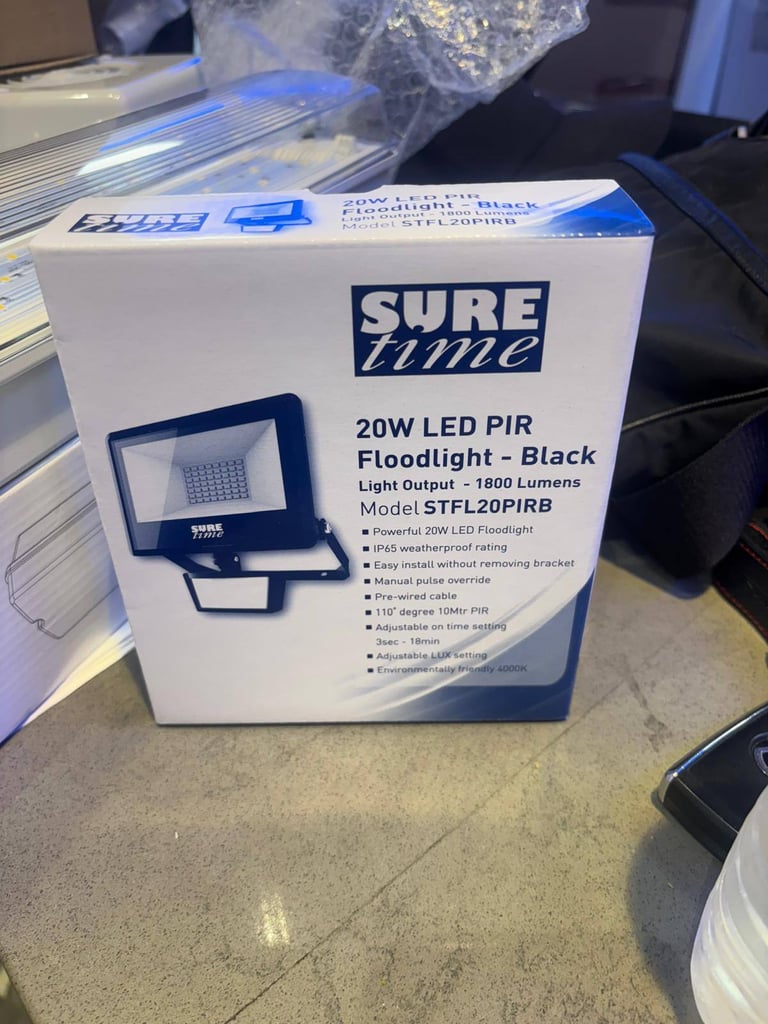 SURE
time
20W LED PIR
Floodlight - Black
Light Output - 1800 Lumens
Model STFL20PIRB
SURE
time
20W LED PIR
Floodlight - Black
Light Output - 1800 Lumens
Model STFL20PIRB
■ Powerful 20W LED Floodlight
■ IP65 weatherproof rating
■ Easy install without removing bracket
■ Manual pulse override
■ Pre-wired cable
■ 110° degree 10Mtr PIR
■ Adjustable on time setting
3sec - 18min
■ Adjustable LUX setting
■ Environmentally friendly 4000K
SURE
time